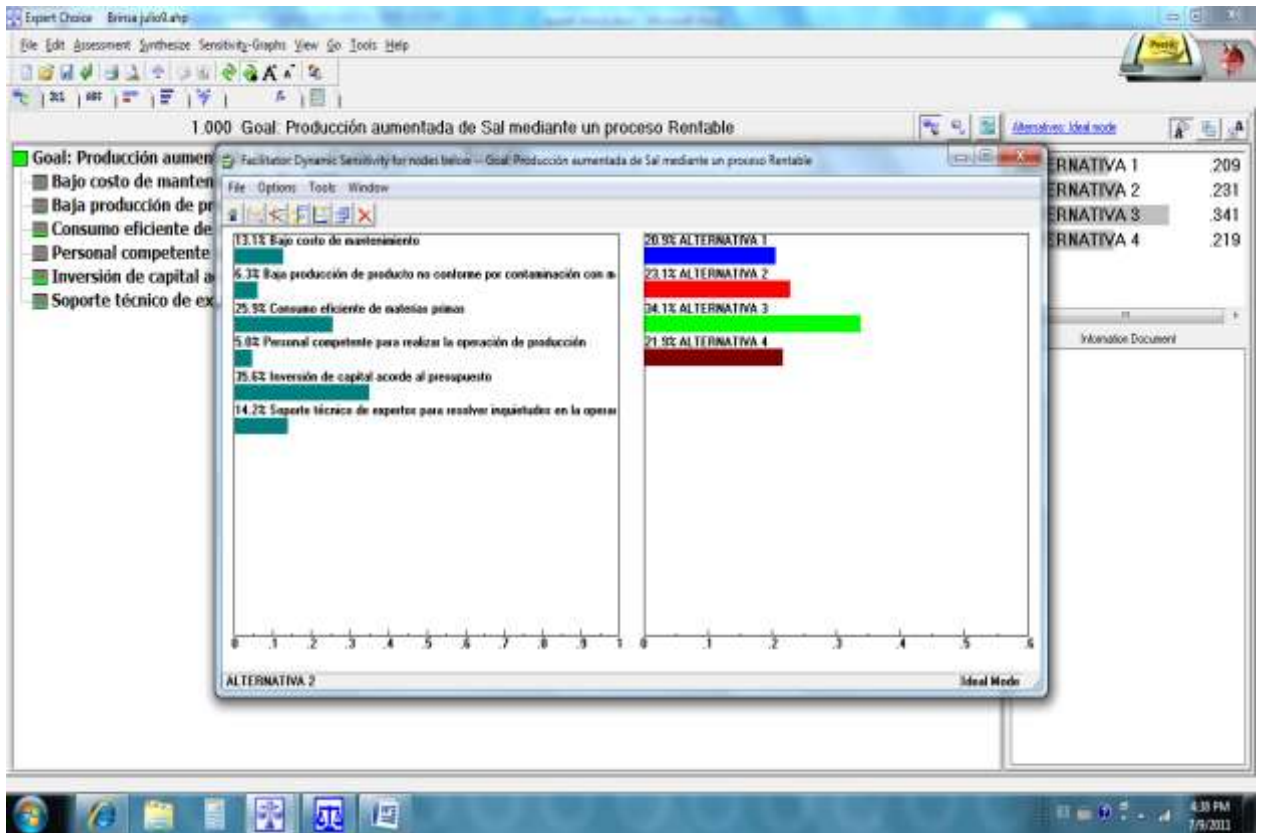 Expert Choice Brinsa julio9.ahp
File Edit Assessment Synthesize Sensitivity-Graphs View Go Tools Help
1.000 Goal: Producción aumentada de Sal mediante un proceso Rentable
Alternatives: Ideal mode
Goal: Producción aumen
Bajo costo de manten
Baja producción de pr
Consumo eficiente de
Personal competente
Inversión de capital a
Soporte técnico de ex
Facilitator Dynamic Sensitivity for nodes below -- Goal: Producción aumentada de Sal mediante un proceso Rentable
File Options Tools Window
13.1% Bajo costo de mantenimiento
6.3% Baja producción de producto no conforme por contaminación con m
25.9% Consumo eficiente de materias primas
5.0% Personal competente para realizar la operación de producción
35.6% Inversión de capital acorde al presupuesto
14.2% Soporte técnico de expertos para resolver inquietudes en la opera
0 .1 .2 .3 .4 .5 .6 .7 .8 .9 1
20.9% ALTERNATIVA 1
23.1% ALTERNATIVA 2
34.1% ALTERNATIVA 3
21.9% ALTERNATIVA 4
0 .1 .2 .3 .4 .5 .6
ALTERNATIVA 2
Ideal Mode
ERNATIVA 1 .209
ERNATIVA 2 .231
ERNATIVA 3 .341
ERNATIVA 4 .219
Information Document
4:38 PM
7/9/2011